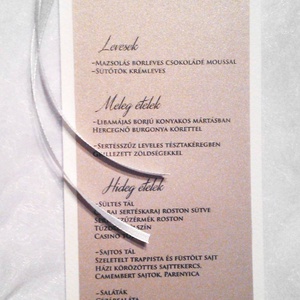 Levesek
~Mazsolás borleves csokoládé moussal
~Sütőtök krémleves
Meleg ételek
~Libamájas borjú konyakos mártásban
Hercegnő burgonya körettel
~Sertésszűz leveles tésztakéregben
Grillezett zöldségekkel
Hideg ételek
~Sültes tál
sertéskaraj roston sütve
roston
Casino
~Sajtos tál
Szeletelt trappista és füstölt sajt
Házi körözöttes sajttekercs,
Camembert sajtok, Parenyica
~Saláták